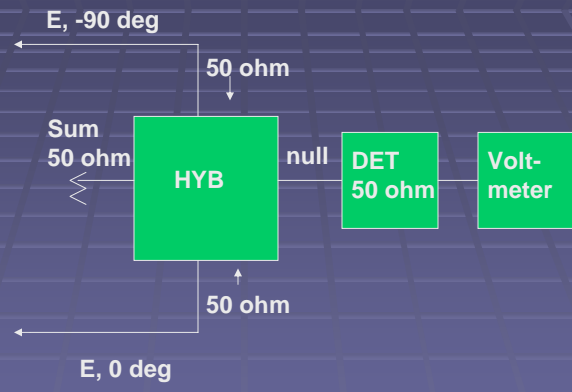 E, -90 deg
50 ohm
Sum
50 ohm
HYB
null
DET
50 ohm
Volt-
meter
50 ohm
E, 0 deg